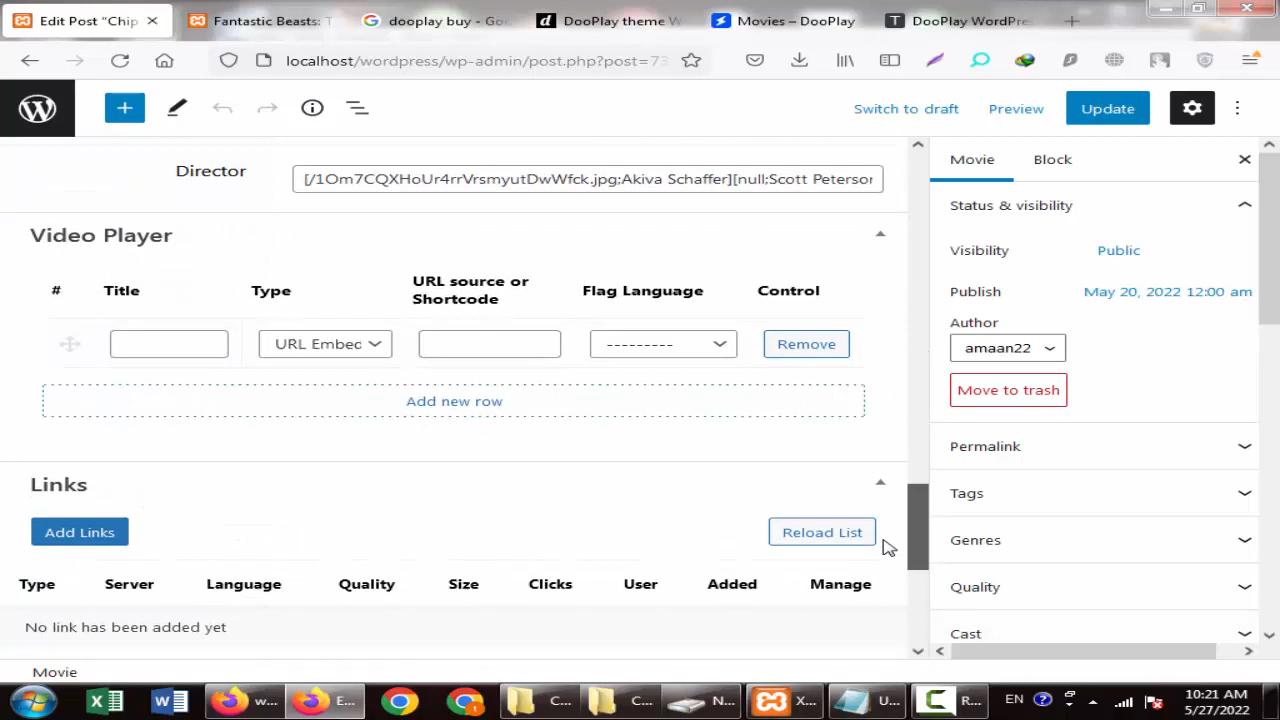 Edit Post “Chip
Fantastic Beasts: T
dooplay buy - Go
DooPlay theme W
Movies – DooPlay
DooPlay WordPre
localhost/wordpress/wp-admin/post.php?post=73
Switch to draft
Preview
Update
Director
[/1Om7CQXHoUr4rrVrsmyutDwWfck.jpg;Akiva Schaffer][null;Scott Peterson
Movie
Block
Status & visibility
Video Player
Visibility
Public
#
Title
Type
URL source or Shortcode
Flag Language
Control
Publish
May 20, 2022 12:00 am
Author
URL Embed
---------
Remove
amaan22
Add new row
Move to trash
Permalink
Links
Tags
Add Links
Reload List
Genres
Type
Server
Language
Quality
Size
Clicks
User
Added
Manage
Quality
No link has been added yet
Cast
Movie
w...
E...
C...
C...
N...
X...
U...
R...
EN
10:21 AM
5/27/2022